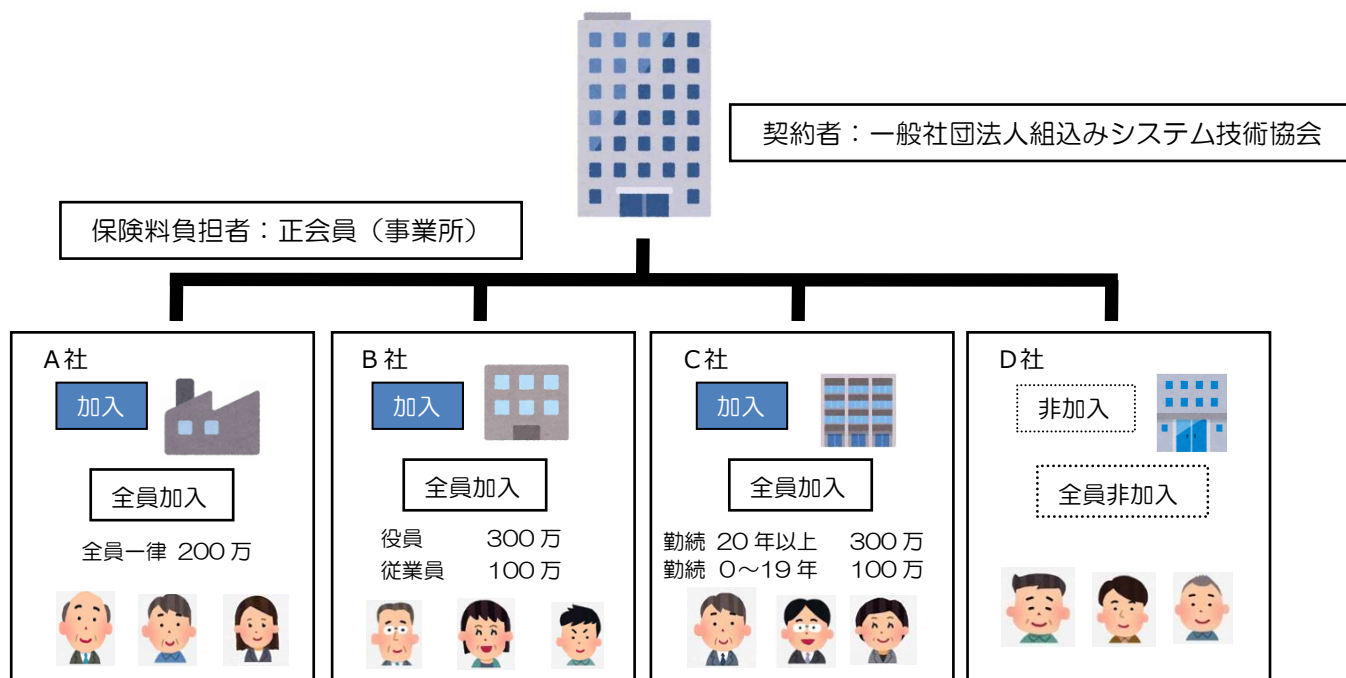 契約者：一般社団法人組込みシステム技術協会
保険料負担者：正会員（事業所）
A社
加入
全員加入
全員一律 200万
B社
加入
全員加入
役員 300万
従業員 100万
C社
加入
全員加入
勤続 20年以上 300万
勤続 0～19年 100万
D社
非加入
全員非加入